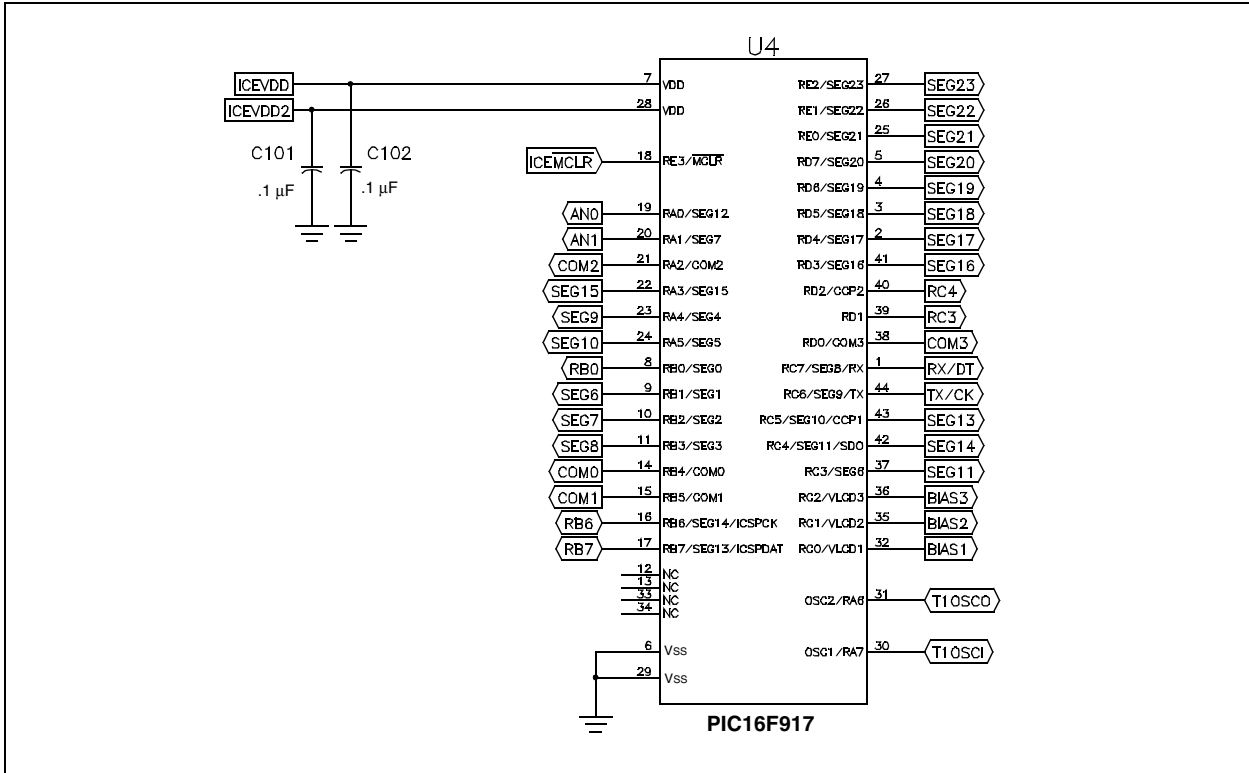 U4
ICEVDD 7 VDD
ICEVDD2 28 VDD
C101 .1 µF
C102 .1 µF
ICEMCLR 18 RE3/MCLR
AN0 19 RA0/SEG12
AN1 20 RA1/SEG7
COM2 21 RA2/COM2
SEG15 22 RA3/SEG15
SEG9 23 RA4/SEG4
SEG10 24 RA5/SEG5
RB0 8 RB0/SEG0
SEG6 9 RB1/SEG1
SEG7 10 RB2/SEG2
SEG8 11 RB3/SEG3
COM0 14 RB4/COM0
COM1 15 RB5/COM1
RB6 16 RB6/SEG14/ICSPCK
RB7 17 RB7/SEG13/ICSPDAT
12 NC
13 NC
33 NC
34 NC
6 VSS
29 VSS
RE2/SEG23 27 SEG23
RE1/SEG22 26 SEG22
RE0/SEG21 25 SEG21
RD7/SEG20 5 SEG20
RD6/SEG19 4 SEG19
RD5/SEG18 3 SEG18
RD4/SEG17 2 SEG17
RD3/SEG16 41 SEG16
RD2/CCP2 40 RC4
RD1 39 RC3
RD0/COM3 38 COM3
RC7/SEG8/RX 1 RX/DT
RC6/SEG9/TX 44 TX/CK
RC5/SEG10/CCP1 43 SEG13
RC4/SEG11/SDO 42 SEG14
RC3/SEG6 37 SEG11
RC2/VLCD3 36 BIAS3
RC1/VLCD2 35 BIAS2
RC0/VLCD1 32 BIAS1
OSC2/RA6 31 T1OSCO
OSC1/RA7 30 T1OSCI
PIC16F917